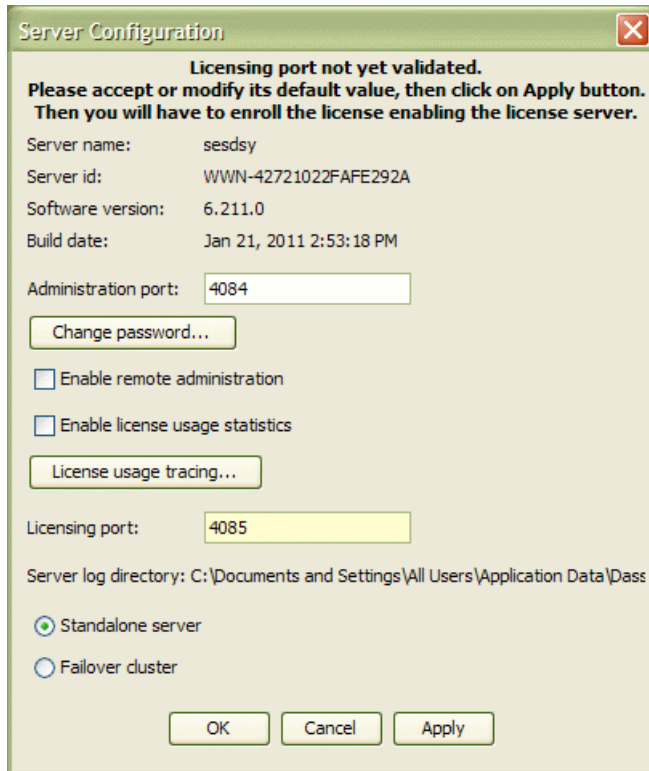 Server Configuration
Licensing port not yet validated.
Please accept or modify its default value, then click on Apply button.
Then you will have to enroll the license enabling the license server.
Server name: sesdsy
Server id: WWN-42721022FAFE292A
Software version: 6.211.0
Build date: Jan 21, 2011 2:53:18 PM
Administration port: 4084
Change password...
Enable remote administration
Enable license usage statistics
License usage tracing...
Licensing port: 4085
Server log directory: C:\Documents and Settings\All Users\Application Data\Dass
Standalone server
Failover cluster
OK Cancel Apply